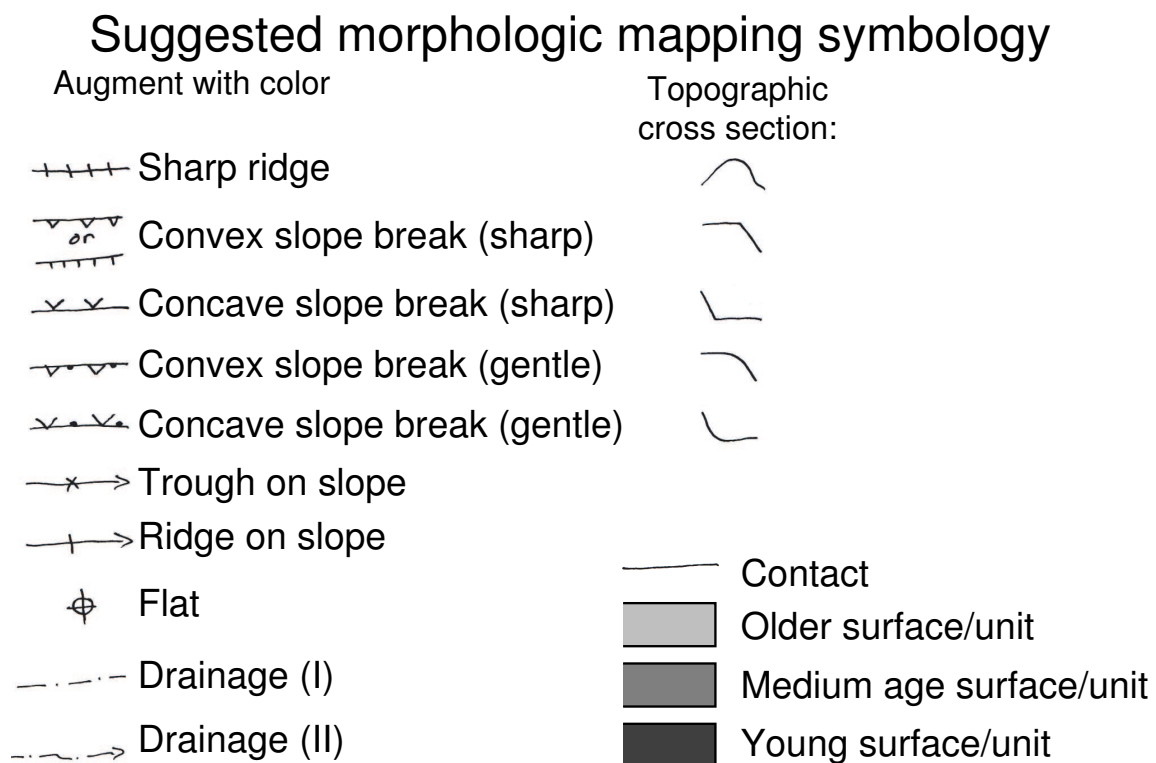 Suggested morphologic mapping symbology
Augment with color
Topographic
cross section:
Sharp ridge
or
Convex slope break (sharp)
Concave slope break (sharp)
Convex slope break (gentle)
Concave slope break (gentle)
Trough on slope
Ridge on slope
Flat
Drainage (I)
Drainage (II)
Contact
Older surface/unit
Medium age surface/unit
Young surface/unit